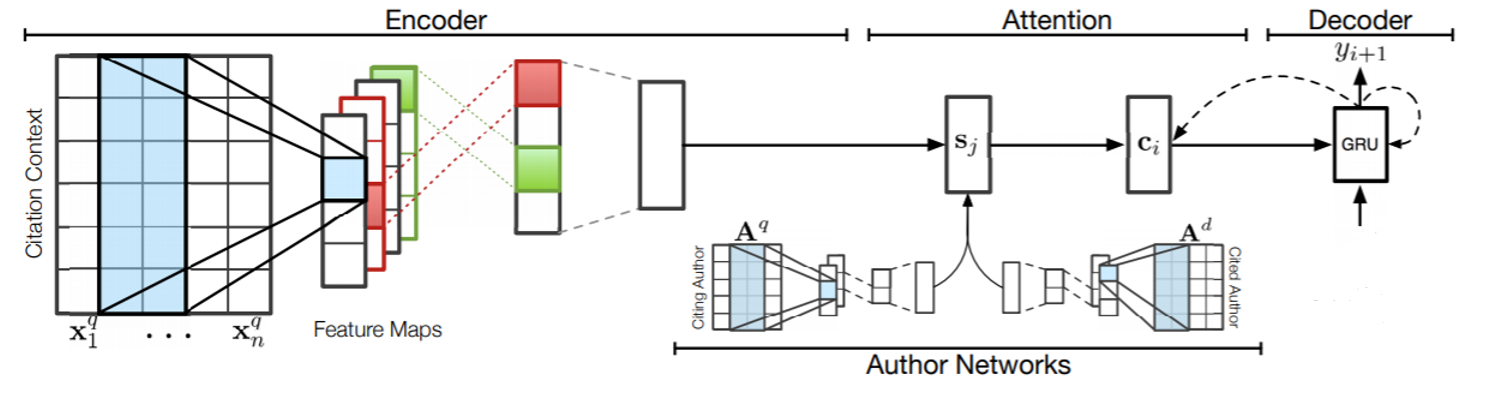 Encoder
Attention
Decoder
y_{i+1}
Citation Context
s_j
c_i
GRU
A^q
A^d
Citing Author
Cited Author
x_1^q ... x_n^q
Feature Maps
Author Networks